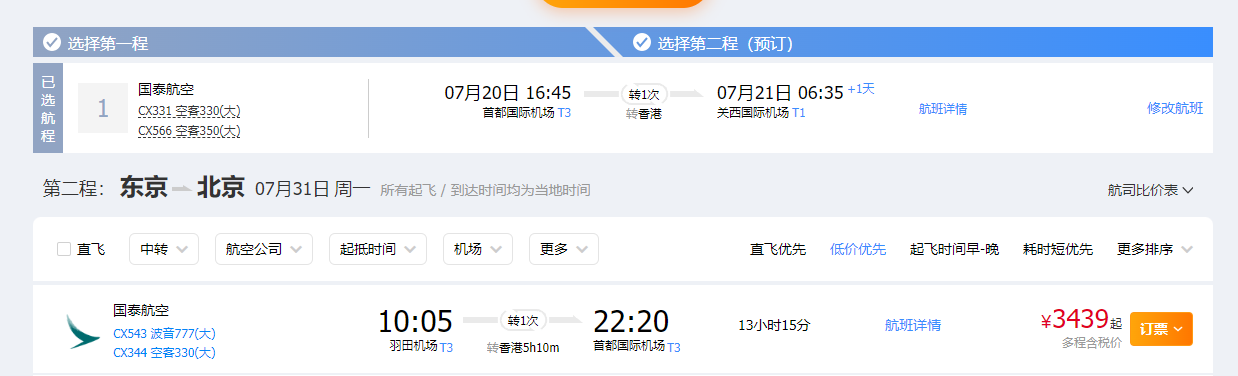 选择第一程
选择第二程（预订）
已选航程
1
国泰航空
CX331 空客330(大)
CX566 空客350(大)
07月20日 16:45
首都国际机场 T3
转1次
转香港
07月21日 06:35 +1天
关西国际机场 T1
航班详情
修改航班
第二程： 东京 北京 07月31日 周一 所有起飞 / 到达时间均为当地时间
航司比价表
直飞 中转 航空公司 起抵时间 机场 更多
直飞优先 低价优先 起飞时间早-晚 耗时短优先 更多排序
国泰航空
CX543 波音777(大)
CX344 空客330(大)
10:05
羽田机场 T3
转1次
转香港5h10m
22:20
首都国际机场 T3
13小时15分
航班详情
¥3439起
多程含税价
订票